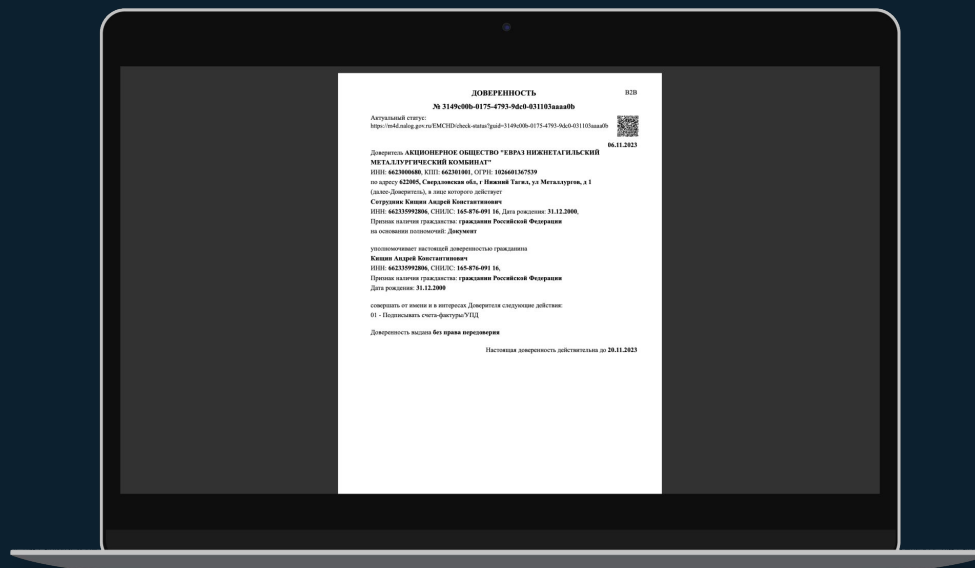 ДОВЕРЕННОСТЬ
B2B
№ 3149c00b-0175-4793-9dc0-031103aaaa0b
Актуальный статус:
https://m4d.nalog.gov.ru/EMCHD/check-status?guid=3149c00b-0175-4793-9dc0-031103aaaa0b
06.11.2023
Доверитель АКЦИОНЕРНОЕ ОБЩЕСТВО "ЕВРАЗ НИЖНЕТАГИЛЬСКИЙ
МЕТАЛЛУРГИЧЕСКИЙ КОМБИНАТ"
ИНН: 6623000680, КПП: 662301001, ОГРН: 1026601367539
по адресу 622005, Свердловская обл, г Нижний Тагил, ул Металлургов, д 1
(далее-Доверитель), в лице которого действует
Сотрудник Кищин Андрей Константинович
ИНН: 662335992806, СНИЛС: 165-876-091 16, Дата рождения: 31.12.2000,
Признак наличия гражданства: гражданин Российской Федерации
на основании полномочий: Документ
уполномочивает настоящей доверенностью гражданина
Кищин Андрей Константинович
ИНН: 662335992806, СНИЛС: 165-876-091 16,
Признак наличия гражданства: гражданин Российской Федерации
Дата рождения: 31.12.2000
совершать от имени и в интересах Доверителя следующие действия:
01 - Подписывать счета-фактуры/УПД
Доверенность выдана без права передоверия
Настоящая доверенность действительна до 20.11.2023